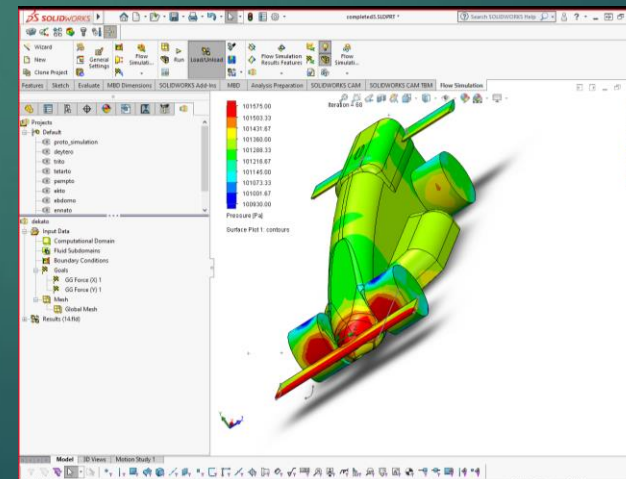 SOLIDWORKS
completed3.SLDPRT *
Search SOLIDWORKS Help
Wizard
New
Clone Project
General Settings
Flow Simulati...
Run
Load/Unload
Flow Simulation Results Features
Flow Simulati...
Features
Sketch
Evaluate
MBD Dimensions
SOLIDWORKS Add-Ins
MBD
Analysis Preparation
SOLIDWORKS CAM
SOLIDWORKS CAM TBM
Flow Simulation
Projects
Default
proto_simulation
deytero
trito
tetarto
pempto
ekto
ebdomo
ennato
dekato
Input Data
Computational Domain
Fluid Subdomains
Boundary Conditions
Goals
GG Force (X) 1
GG Force (Y) 1
Mesh
Global Mesh
Results (14.fld)
101575.00
101503.33
101431.67
101360.00
101288.33
101216.67
101145.00
101073.33
101001.67
100930.00
Pressure [Pa]
Surface Plot 1: contours
Iteration = 68
Model
3D Views
Motion Study 1